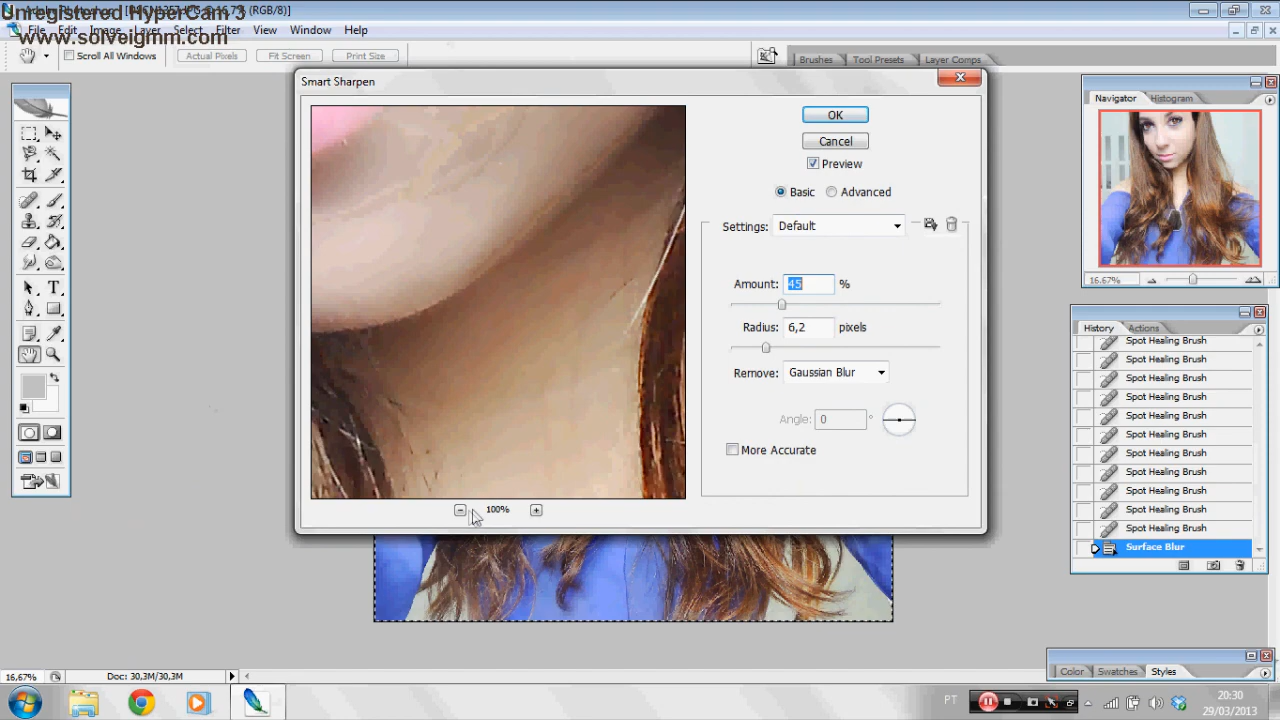 Unregistered HyperCam 3
www.solveigmm.com
File Edit Image Layer Select Filter View Window Help
Scroll All Windows Actual Pixels Fit Screen Print Size
Brushes Tool Presets Layer Comps
Smart Sharpen
OK
Cancel
Preview
Basic Advanced
Settings: Default
Amount: 45 %
Radius: 6,2 pixels
Remove: Gaussian Blur
Angle: 0 °
More Accurate
100%
Navigator Histogram
16.67%
History Actions
Spot Healing Brush
Spot Healing Brush
Spot Healing Brush
Spot Healing Brush
Spot Healing Brush
Spot Healing Brush
Spot Healing Brush
Spot Healing Brush
Spot Healing Brush
Spot Healing Brush
Spot Healing Brush
Surface Blur
Color Swatches Styles
16,67% Doc: 30,3M/30,3M
PT
20:30
29/03/2013